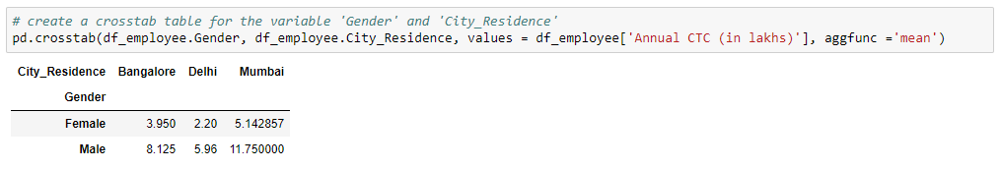 # create a crosstab table for the variable 'Gender' and 'City_Residence'
pd.crosstab(df_employee.Gender, df_employee.City_Residence, values = df_employee['Annual CTC (in lakhs)'], aggfunc ='mean')
City_Residence Bangalore Delhi Mumbai
Gender
Female 3.950 2.20 5.142857
Male 8.125 5.96 11.750000